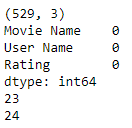 (529, 3)
Movie Name    0
User Name     0
Rating        0
dtype: int64
23
24